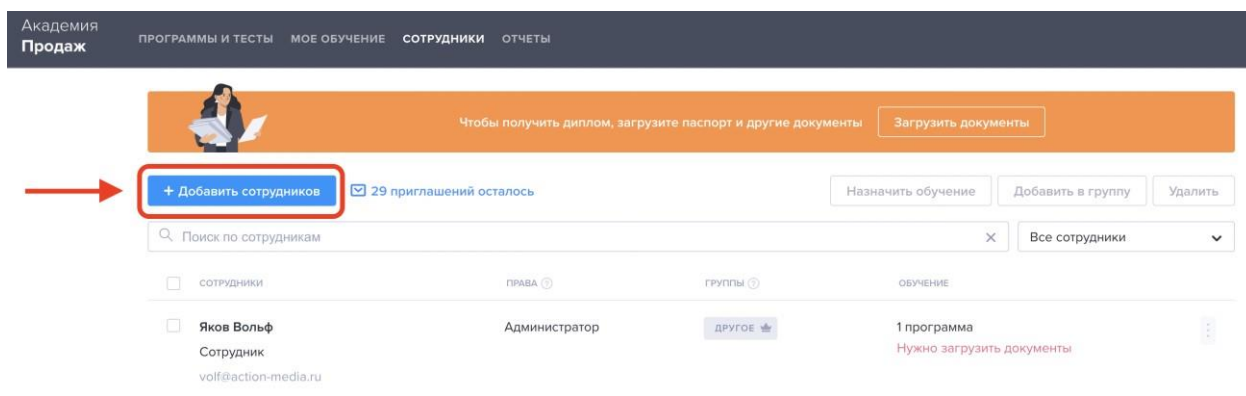 Академия
Продаж
ПРОГРАММЫ И ТЕСТЫ МОЕ ОБУЧЕНИЕ СОТРУДНИКИ ОТЧЕТЫ
Чтобы получить диплом, загрузите паспорт и другие документы Загрузить документы
+ Добавить сотрудников 29 приглашений осталось Назначить обучение Добавить в группу Удалить
Поиск по сотрудникам Все сотрудники
СОТРУДНИКИ ПРАВА ? ГРУППЫ ? ОБУЧЕНИЕ
Яков Вольф Администратор ДРУГОЕ 1 программа
Сотрудник Нужно загрузить документы
volf@action-media.ru